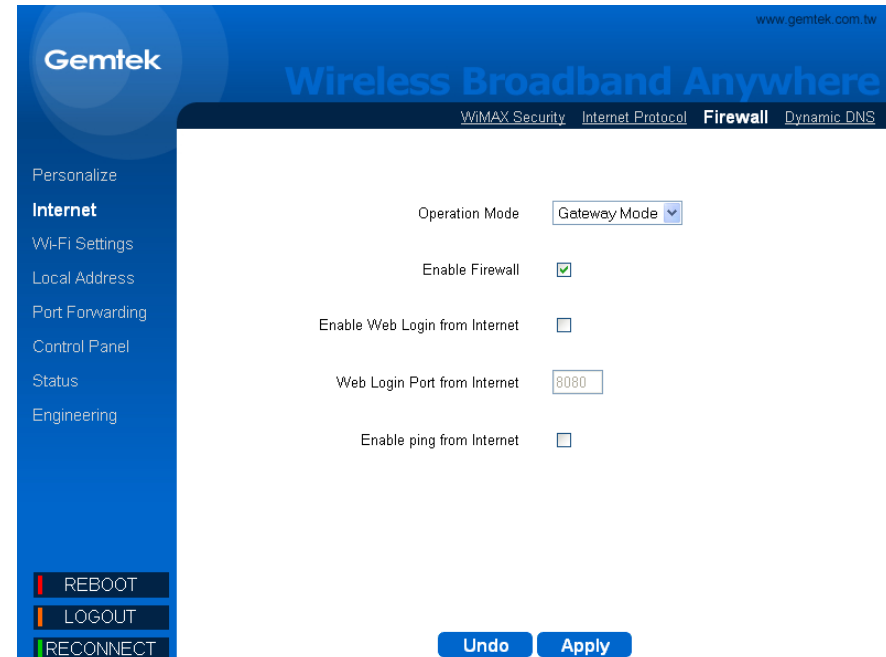 www.gemtek.com.tw
Gemtek
Wireless Broadband Anywhere
WiMAX Security Internet Protocol Firewall Dynamic DNS
Personalize
Internet
Wi-Fi Settings
Local Address
Port Forwarding
Control Panel
Status
Engineering
REBOOT
LOGOUT
RECONNECT
Operation Mode Gateway Mode
Enable Firewall
Enable Web Login from Internet
Web Login Port from Internet 8080
Enable ping from Internet
Undo Apply